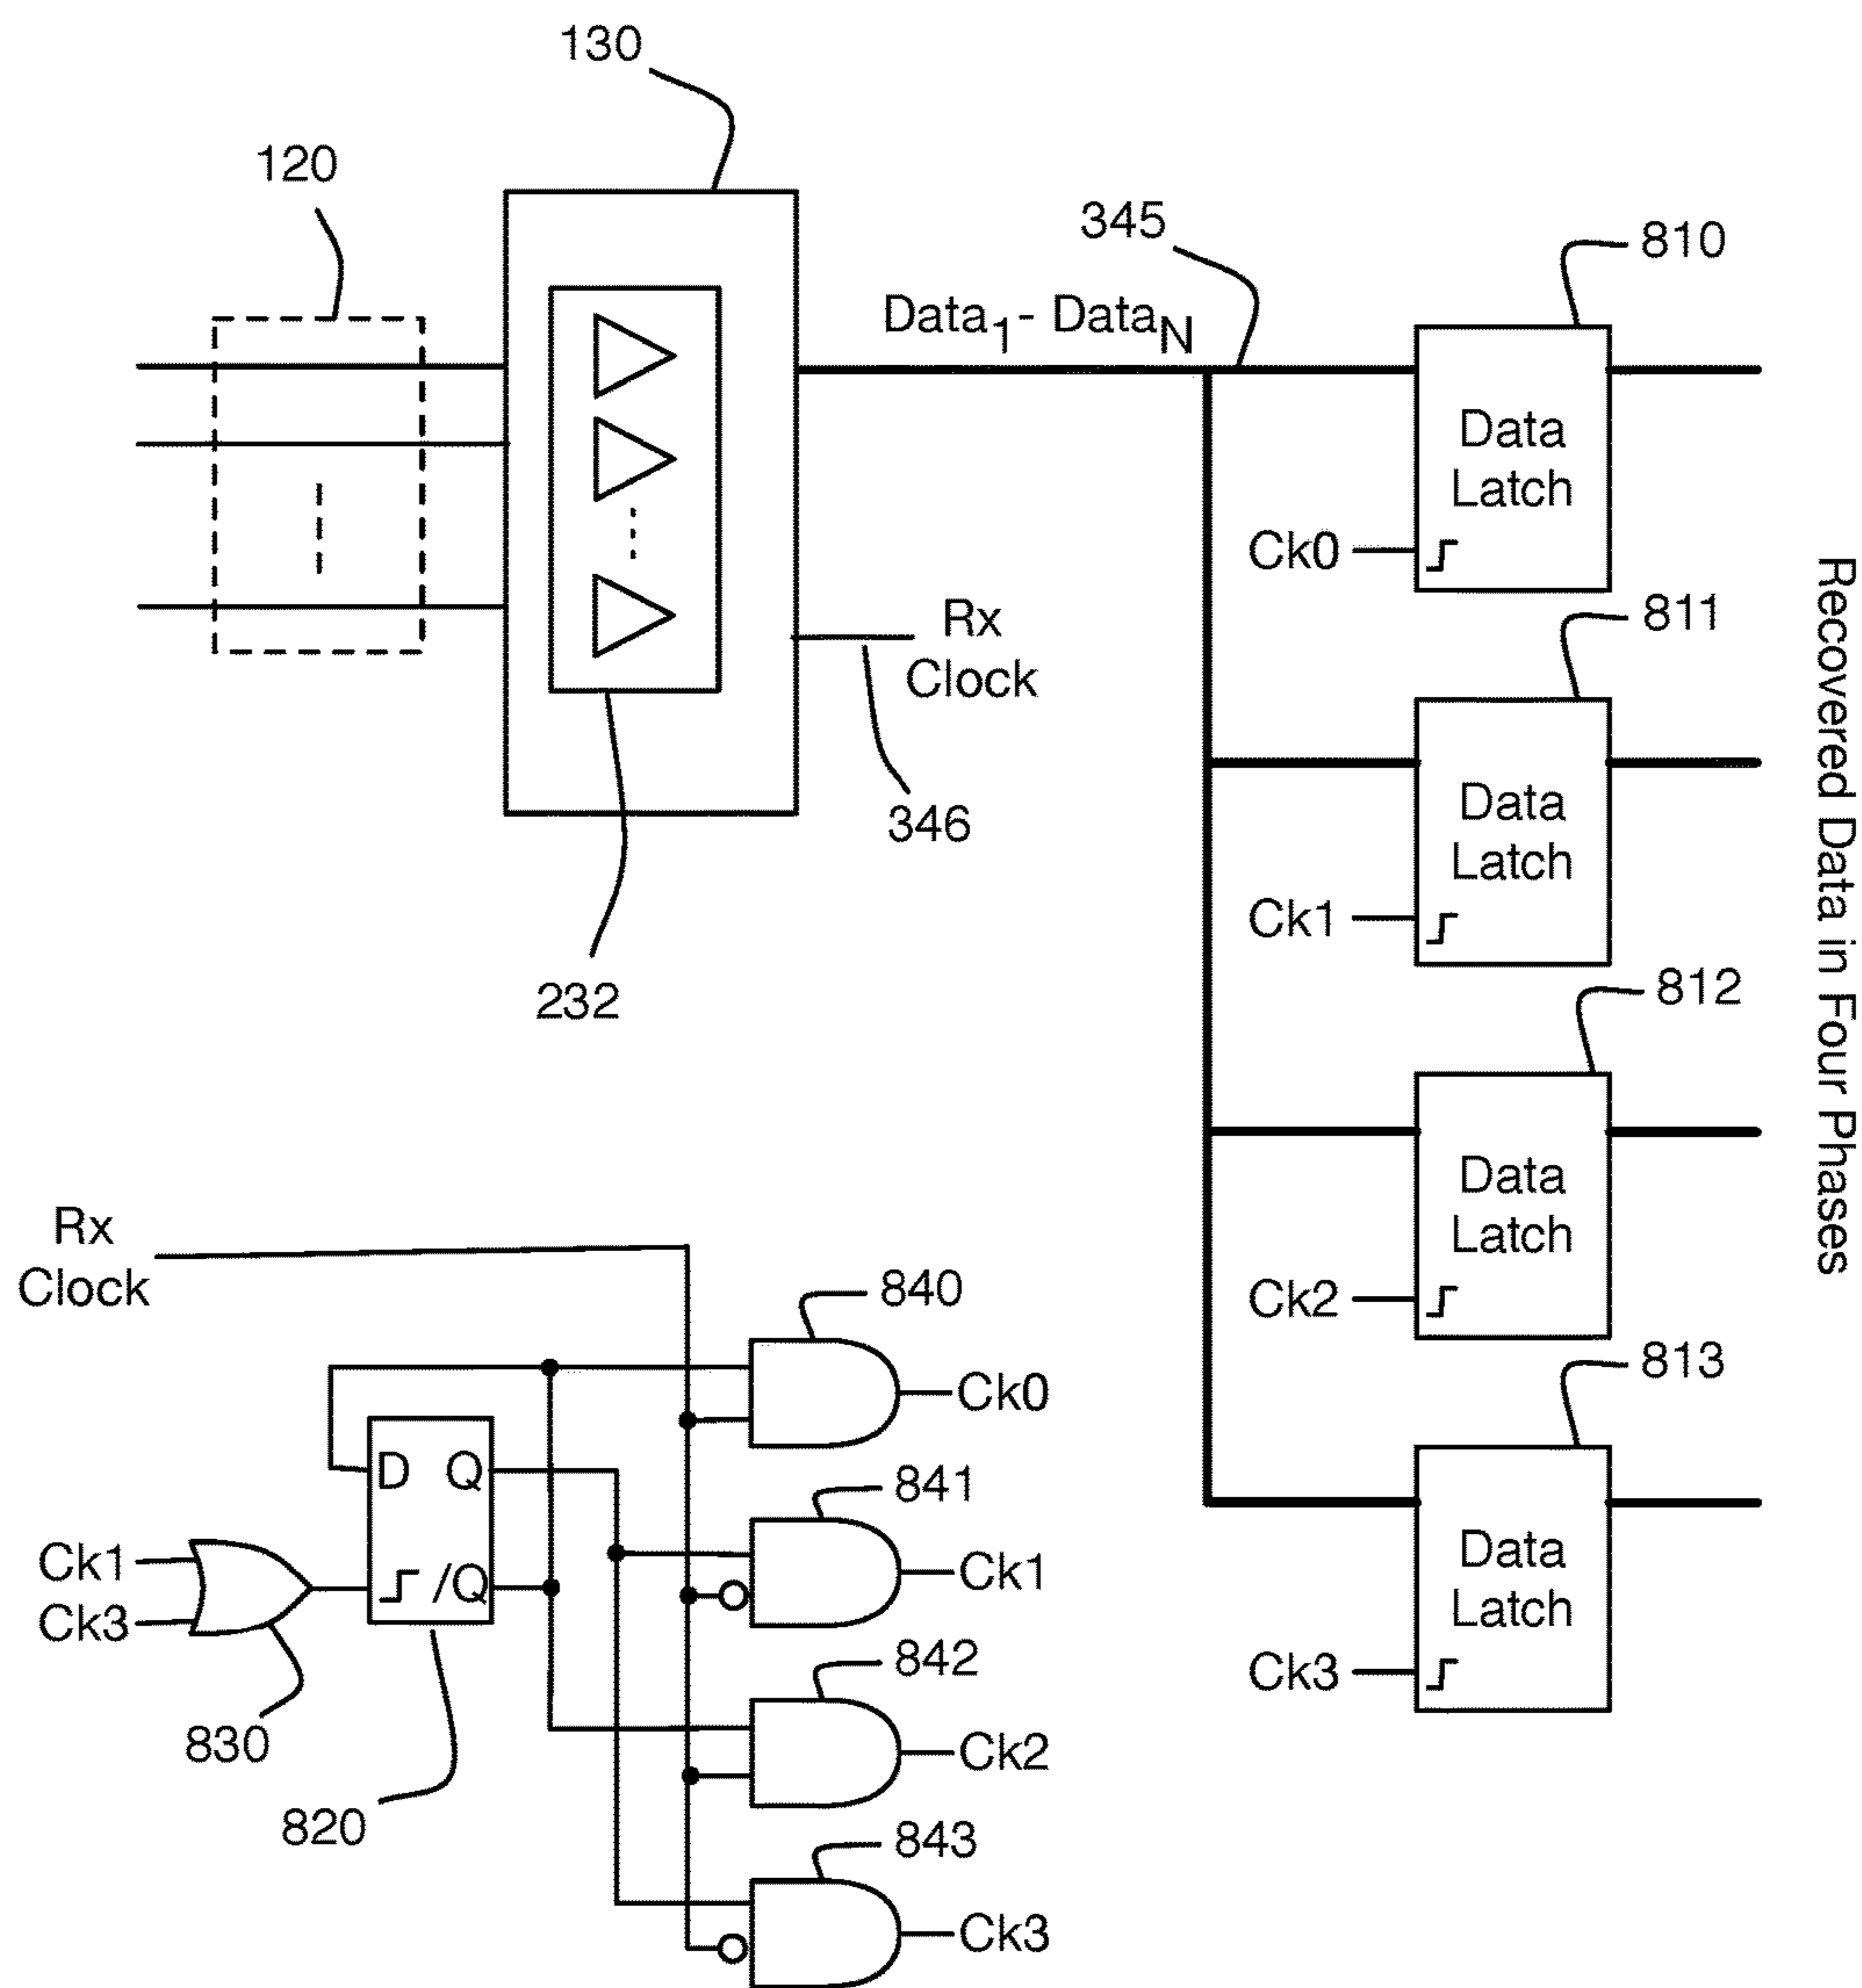 130
120
345
810
Data1 - DataN
Data
Latch
Ck0
Rx
Clock
346
232
811
Data
Latch
Ck1
812
Data
Latch
Ck2
813
Data
Latch
Ck3
Recovered Data in Four Phases
Rx
Clock
840
Ck0
D Q
/Q
841
Ck1
Ck1
Ck3
830
820
842
Ck2
843
Ck3